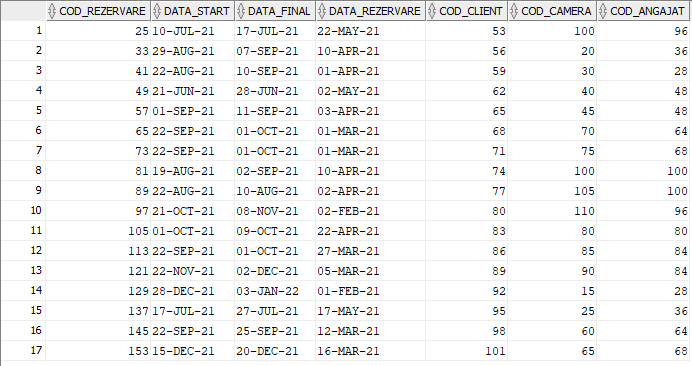 COD_REZERVARE DATA_START DATA_FINAL DATA_REZERVARE COD_CLIENT COD_CAMERA COD_ANGAJAT
1 25 10-JUL-21 17-JUL-21 22-MAY-21 53 100 96
2 33 29-AUG-21 07-SEP-21 10-APR-21 56 20 36
3 41 22-AUG-21 10-SEP-21 01-APR-21 59 30 28
4 49 21-JUN-21 28-JUN-21 02-MAY-21 62 40 48
5 57 01-SEP-21 11-SEP-21 03-APR-21 65 45 48
6 65 22-SEP-21 01-OCT-21 01-MAR-21 68 70 64
7 73 22-SEP-21 01-OCT-21 01-MAR-21 71 75 68
8 81 19-AUG-21 02-SEP-21 10-APR-21 74 100 100
9 89 22-AUG-21 10-AUG-21 02-APR-21 77 105 100
10 97 21-OCT-21 08-NOV-21 02-FEB-21 80 110 96
11 105 01-OCT-21 09-OCT-21 22-APR-21 83 80 80
12 113 22-SEP-21 01-OCT-21 27-MAR-21 86 85 84
13 121 22-NOV-21 02-DEC-21 05-MAR-21 89 90 84
14 129 28-DEC-21 03-JAN-22 01-FEB-21 92 15 28
15 137 17-JUL-21 27-JUL-21 17-MAY-21 95 25 36
16 145 22-SEP-21 25-SEP-21 12-MAR-21 98 60 64
17 153 15-DEC-21 20-DEC-21 16-MAR-21 101 65 68